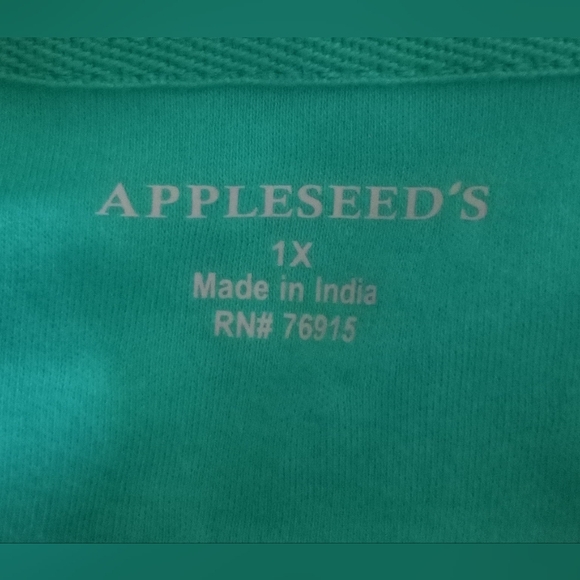 APPLESEED'S
1X
Made in India
RN# 76915